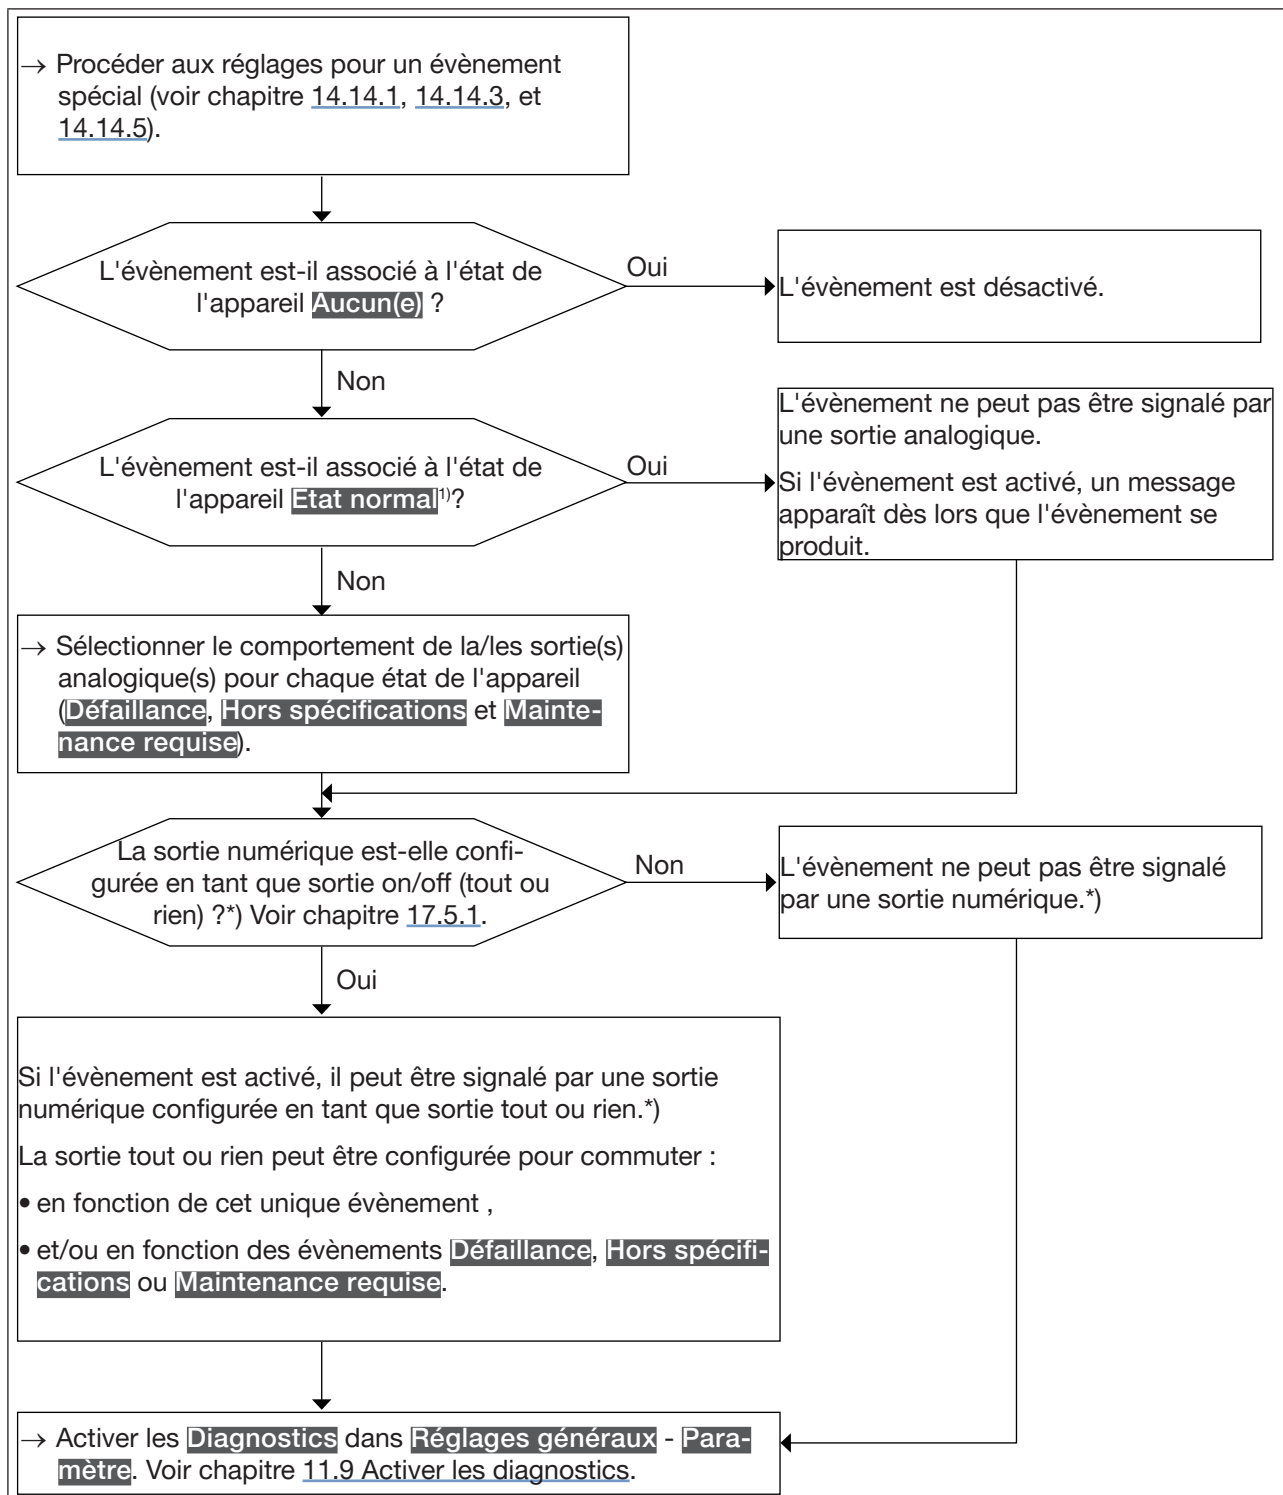 → Procéder aux réglages pour un évènement
spécial (voir chapitre 14.14.1, 14.14.3, et
14.14.5).
L'évènement est-il associé à l'état de
l'appareil Aucun(e) ?
Oui
L'évènement est désactivé.
Non
L'évènement est-il associé à l'état de
l'appareil Etat normal1)?
Oui
L'évènement ne peut pas être signalé par
une sortie analogique.
Si l'évènement est activé, un message
apparaît dès lors que l'évènement se
produit.
Non
→ Sélectionner le comportement de la/les sortie(s)
analogique(s) pour chaque état de l'appareil
(Défaillance, Hors spécifications et Mainte-
nance requise).
La sortie numérique est-elle confi-
gurée en tant que sortie on/off (tout ou
rien) ?*) Voir chapitre 17.5.1.
Non
L'évènement ne peut pas être signalé
par une sortie numérique.*)
Oui
Si l'évènement est activé, il peut être signalé par une sortie
numérique configurée en tant que sortie tout ou rien.*)
La sortie tout ou rien peut être configurée pour commuter :
• en fonction de cet unique évènement ,
• et/ou en fonction des évènements Défaillance, Hors spécifi-
cations ou Maintenance requise.
→ Activer les Diagnostics dans Réglages généraux - Para-
mètre. Voir chapitre 11.9 Activer les diagnostics.